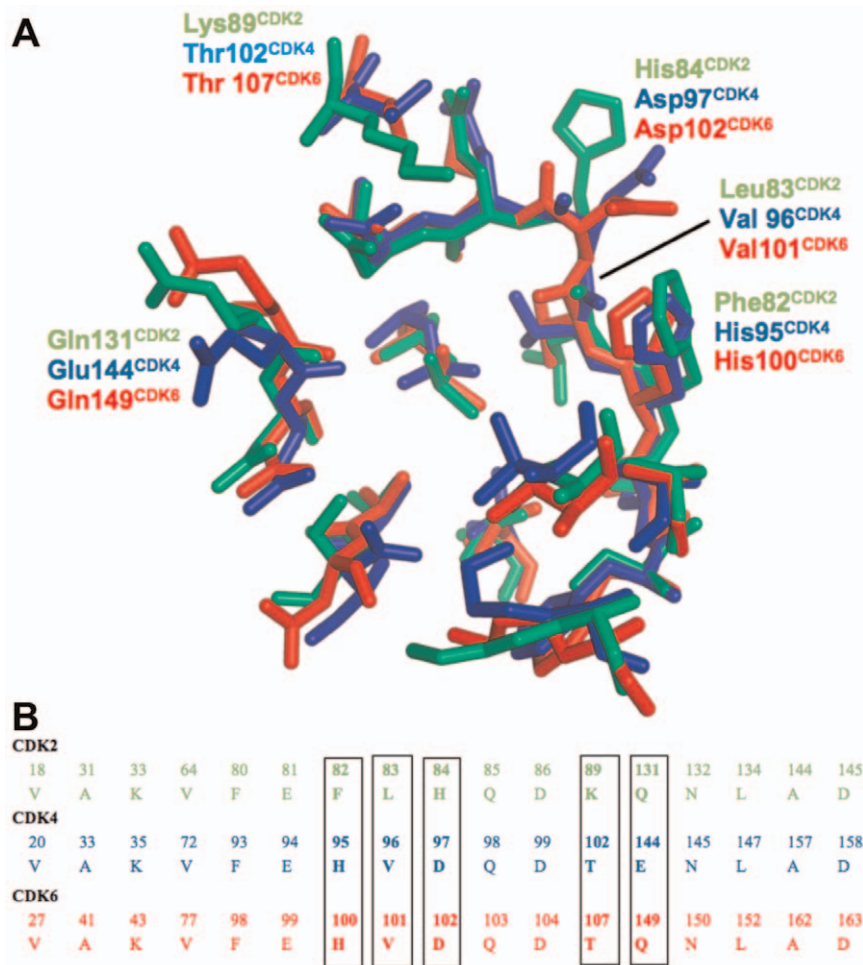 A
Lys89CDK2
Thr102CDK4
Thr 107CDK6
His84CDK2
Asp97CDK4
Asp102CDK6
Leu83CDK2
Val 96CDK4
Val101CDK6
Phe82CDK2
His95CDK4
His100CDK6
Gln131CDK2
Glu144CDK4
Gln149CDK6
B
CDK2
18 31 33 64 80 81 82 83 84 85 86 89 131 132 134 144 145
V A K V F E F L H Q D K Q N L A D
CDK4
20 33 35 72 93 94 95 96 97 98 99 102 144 145 147 157 158
V A K V F E H V D Q D T E N L A D
CDK6
27 41 43 77 98 99 100 101 102 103 104 107 149 150 152 162 163
V A K V F E H V D Q D T Q N L A D